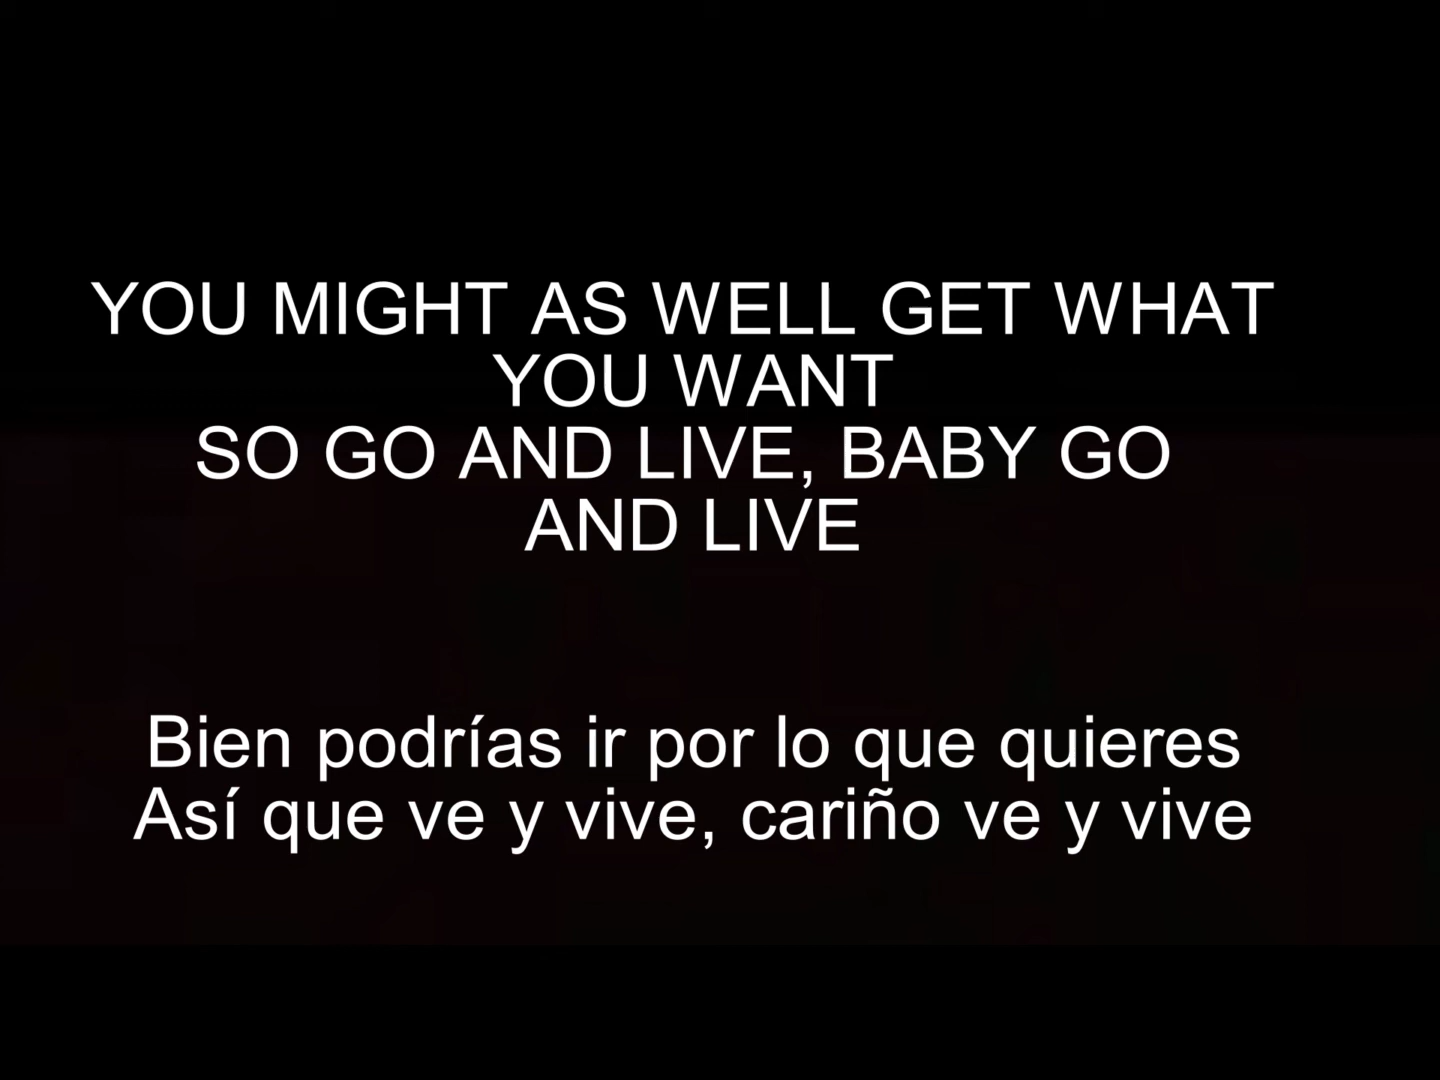 YOU MIGHT AS WELL GET WHAT
YOU WANT
SO GO AND LIVE, BABY GO
AND LIVE
Bien podrías ir por lo que quieres
Así que ve y vive, cariño ve y vive